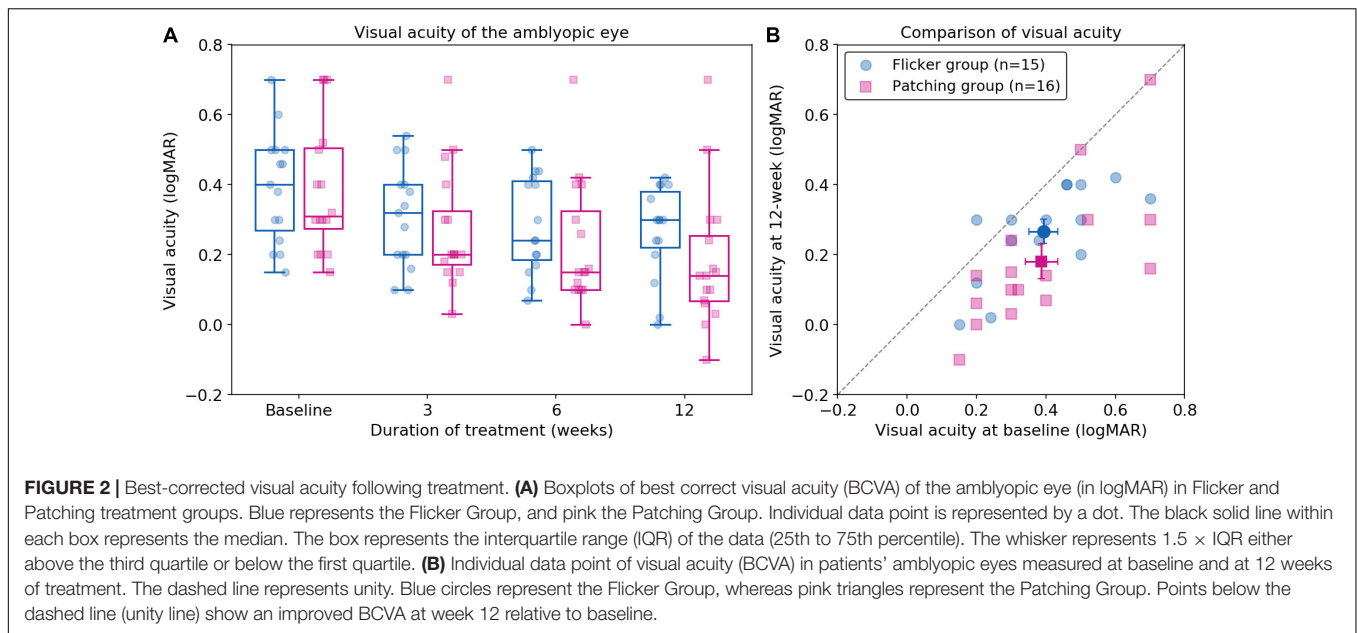 A
Visual acuity of the amblyopic eye
Visual acuity (logMAR)
0.8
0.6
0.4
0.2
0.0
−0.2
Baseline
3
6
12
Duration of treatment (weeks)
B
Comparison of visual acuity
Flicker group (n=15)
Patching group (n=16)
Visual acuity at 12-week (logMAR)
0.8
0.6
0.4
0.2
0.0
−0.2
−0.2
0.0
0.2
0.4
0.6
0.8
Visual acuity at baseline (logMAR)
FIGURE 2 | Best-corrected visual acuity following treatment. (A) Boxplots of best correct visual acuity (BCVA) of the amblyopic eye (in logMAR) in Flicker and
Patching treatment groups. Blue represents the Flicker Group, and pink the Patching Group. Individual data point is represented by a dot. The black solid line within
each box represents the median. The box represents the interquartile range (IQR) of the data (25th to 75th percentile). The whisker represents 1.5 × IQR either
above the third quartile or below the first quartile. (B) Individual data point of visual acuity (BCVA) in patients' amblyopic eyes measured at baseline and at 12 weeks
of treatment. The dashed line represents unity. Blue circles represent the Flicker Group, whereas pink triangles represent the Patching Group. Points below the
dashed line (unity line) show an improved BCVA at week 12 relative to baseline.